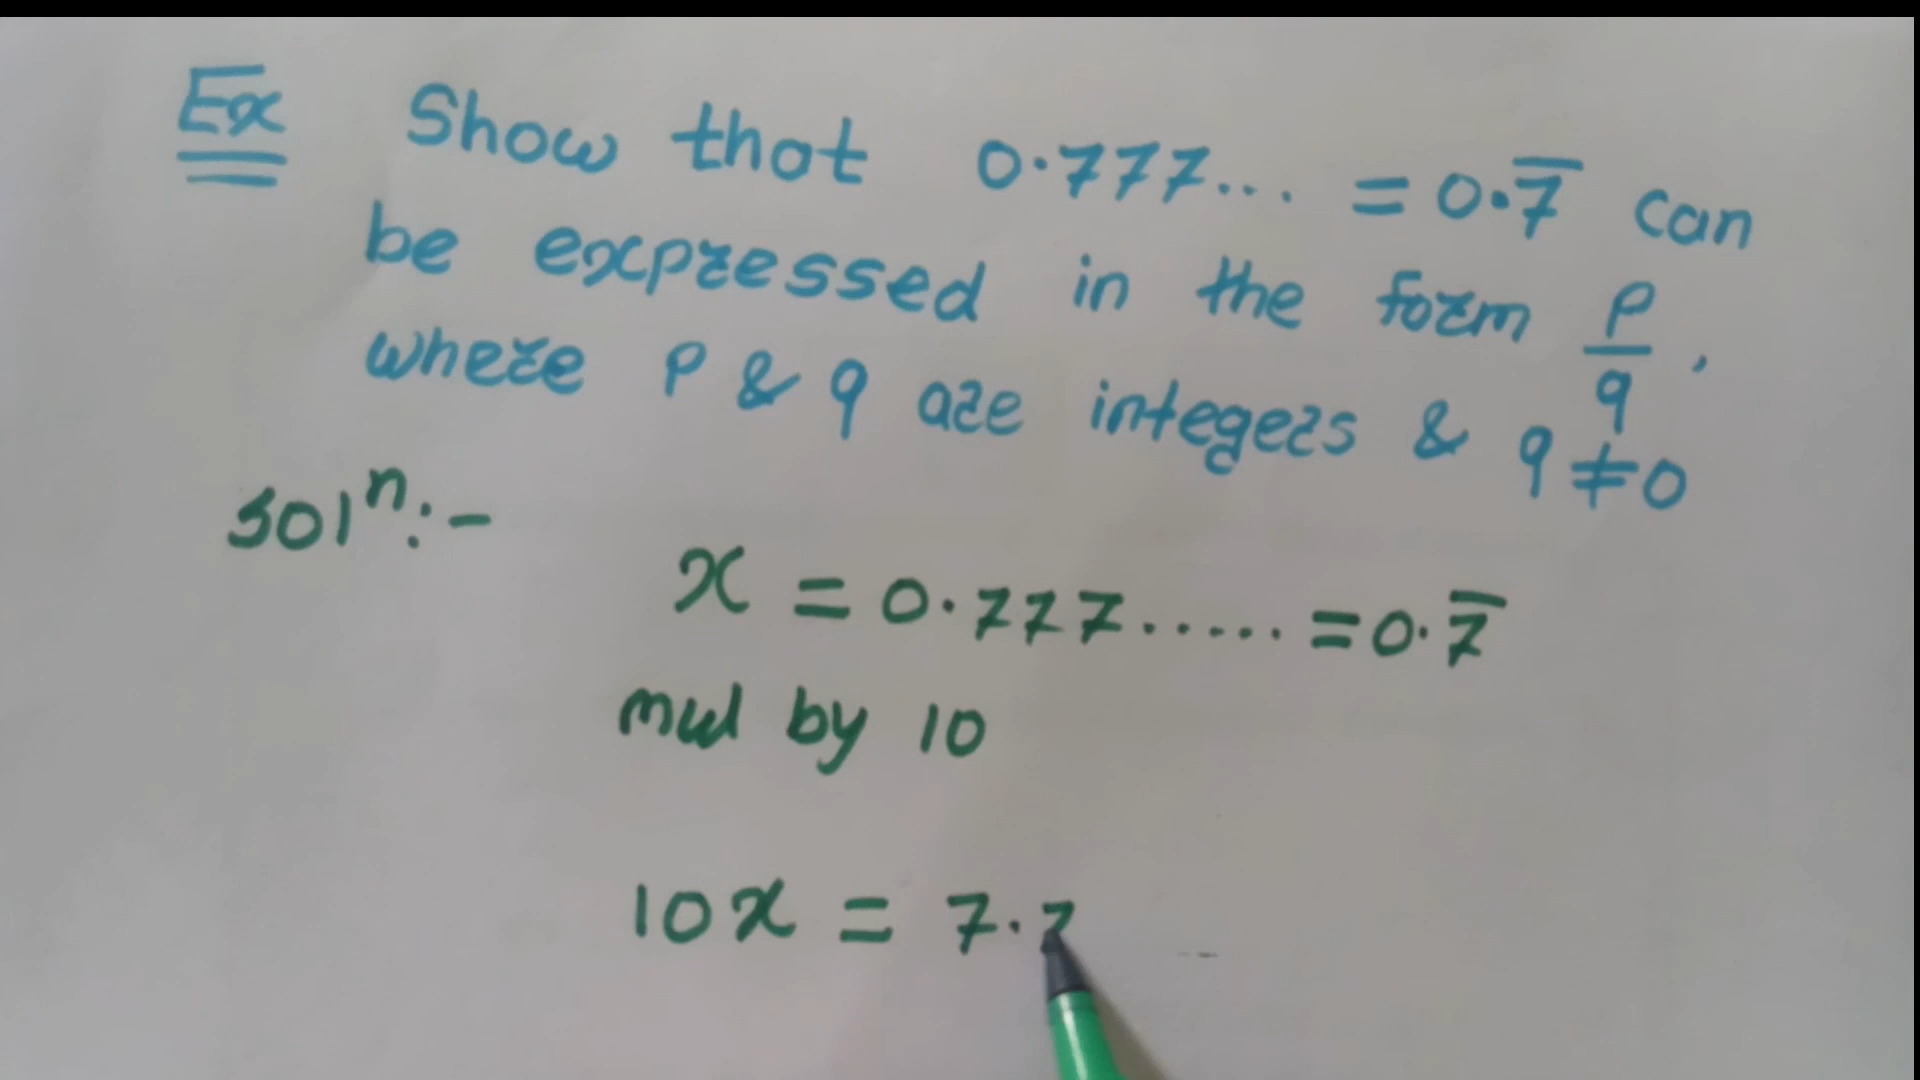 Ex Show that 0.777... = 0.7̅ can
be expressed in the form p/q,
where p & q are integers & q ≠ 0
Solⁿ:-
x = 0.777...... = 0.7̅
mul by 10
10x = 7.7